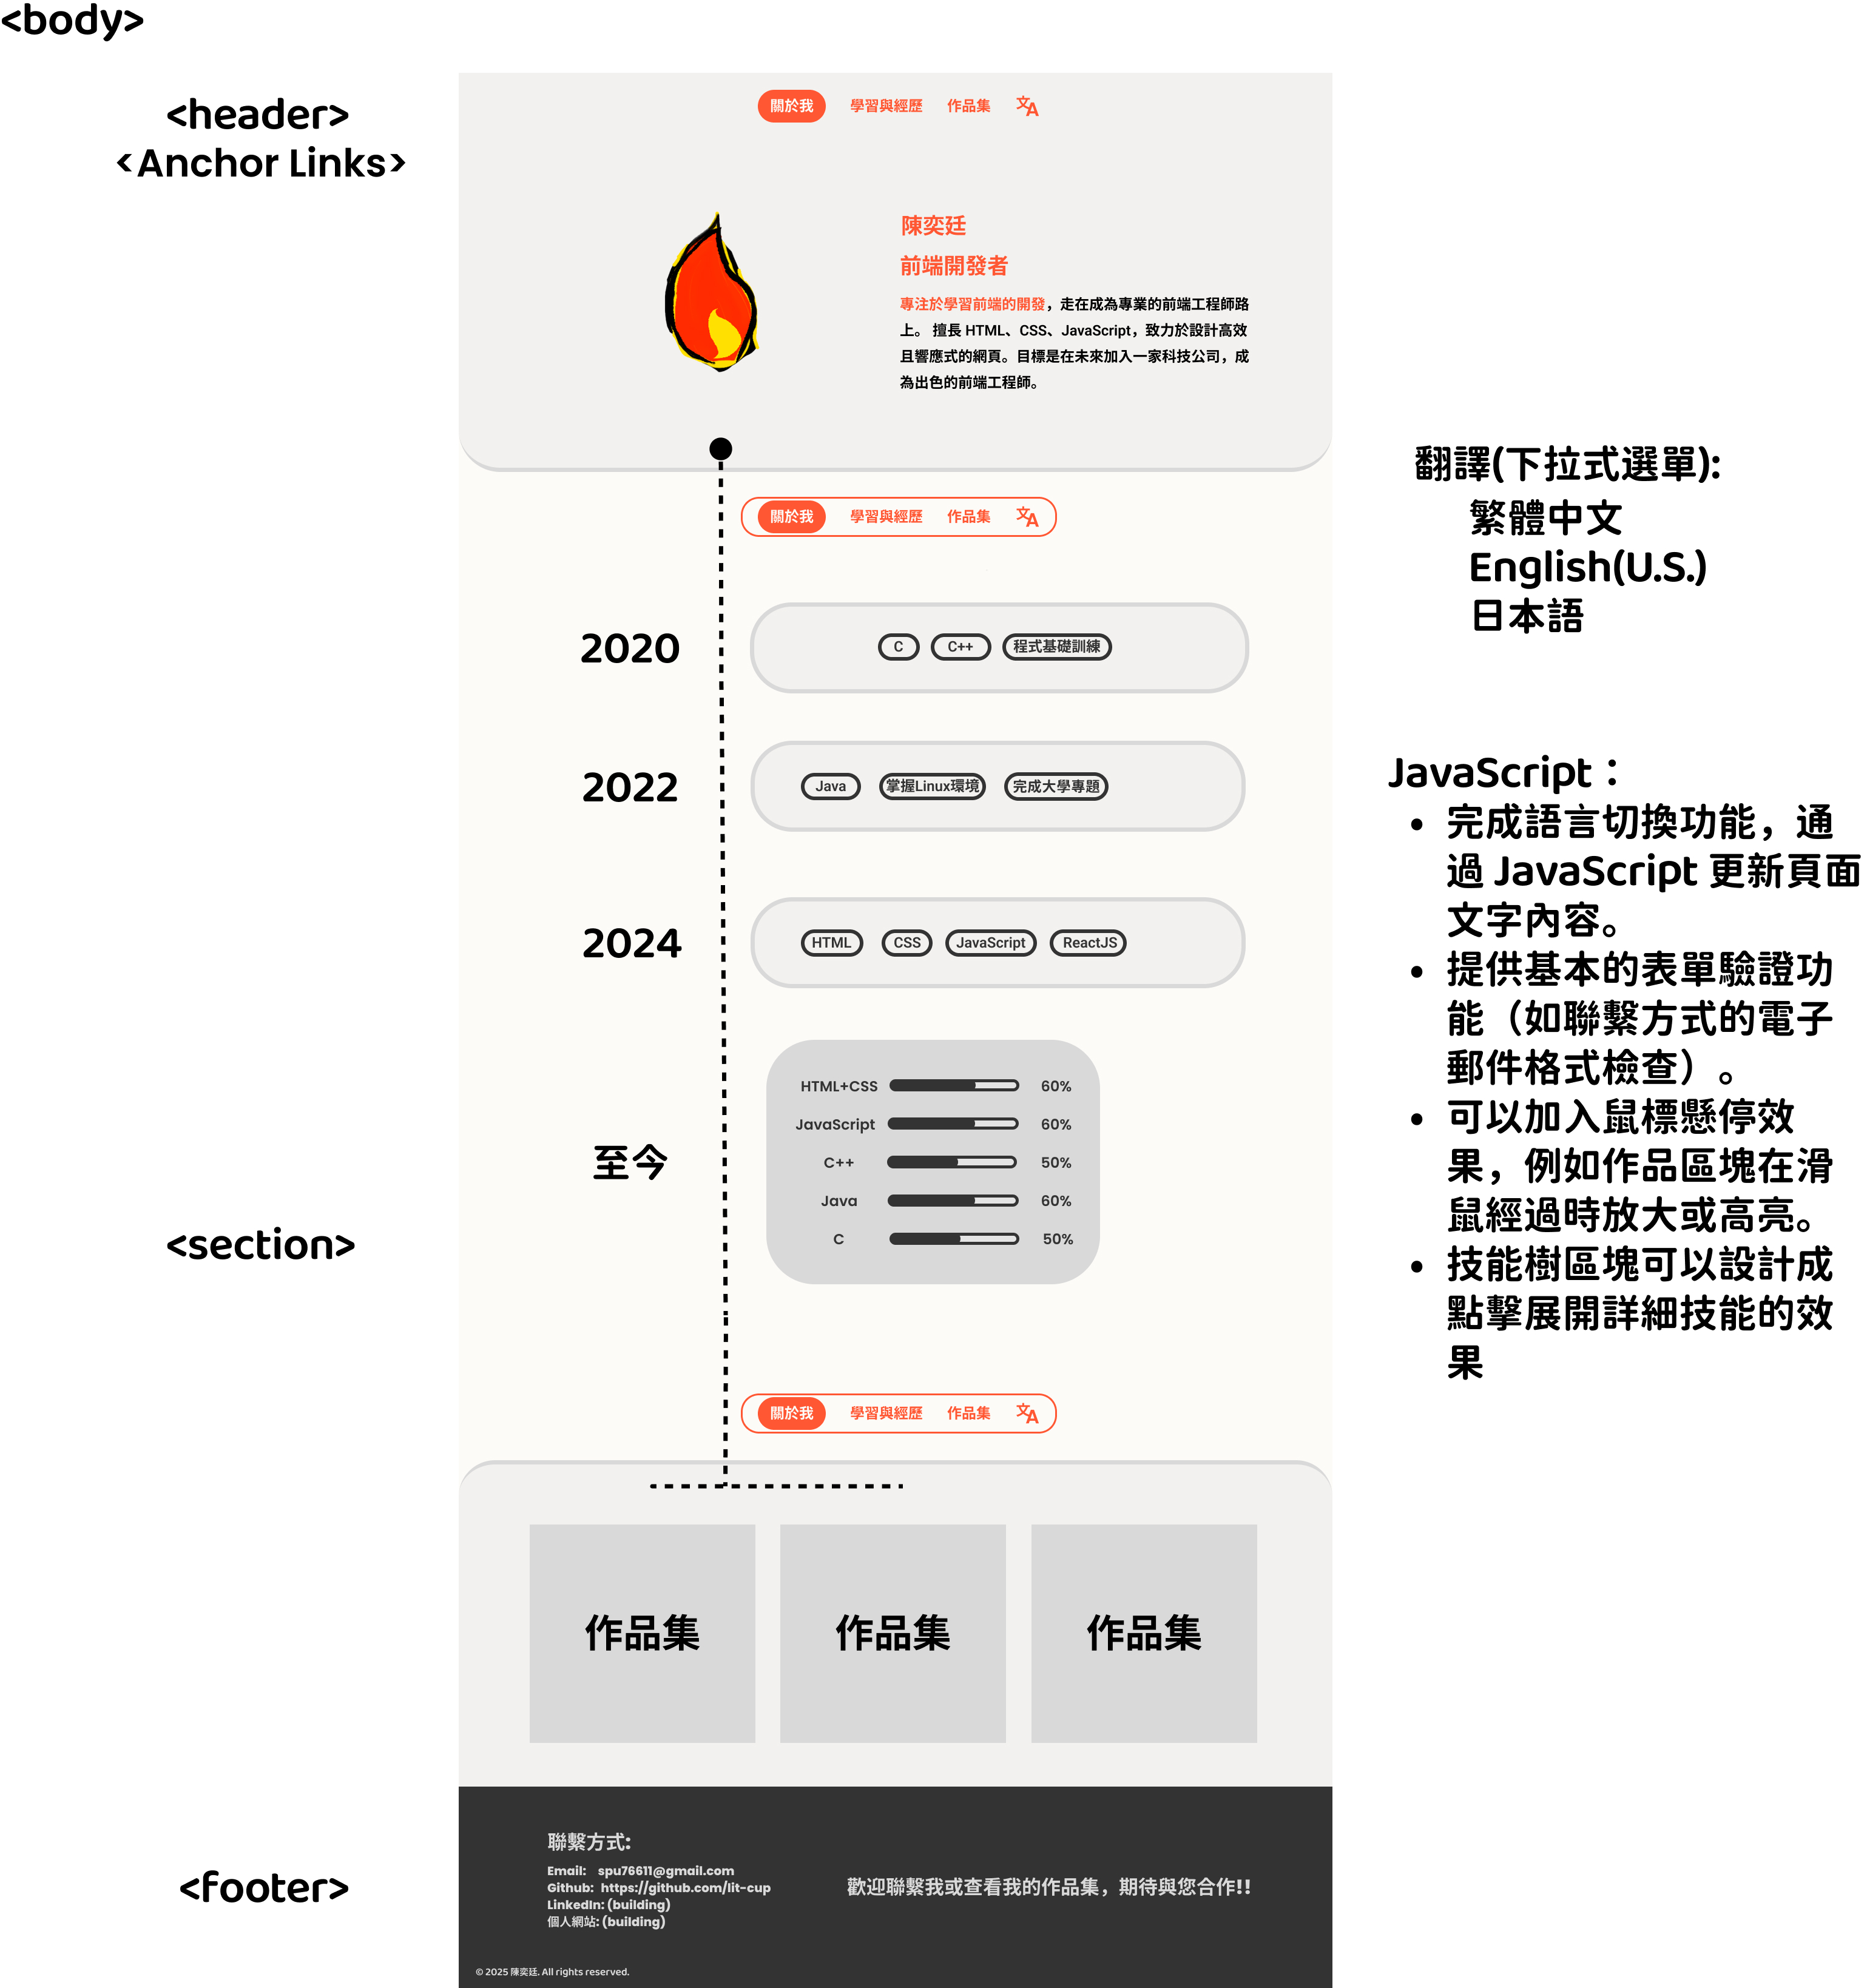 <body>
<header>
<Anchor Links>
關於我 學習與經歷 作品集 文A
陳奕廷
前端開發者
專注於學習前端的開發，走在成為專業的前端工程師路
上。 擅長 HTML、CSS、JavaScript，致力於設計高效
且響應式的網頁。目標是在未來加入一家科技公司，成
為出色的前端工程師。
翻譯(下拉式選單):
繁體中文
English(U.S.)
日本語
關於我 學習與經歷 作品集 文A
2020 C C++ 程式基礎訓練
2022 Java 掌握Linux環境 完成大學專題
2024 HTML CSS JavaScript ReactJS
JavaScript：
• 完成語言切換功能，通
過 JavaScript 更新頁面
文字內容。
• 提供基本的表單驗證功
能（如聯繫方式的電子
郵件格式檢查）。
• 可以加入鼠標懸停效
果，例如作品區塊在滑
鼠經過時放大或高亮。
• 技能樹區塊可以設計成
點擊展開詳細技能的效
果
至今
HTML+CSS 60%
JavaScript 60%
C++ 50%
Java 60%
C 50%
<section>
關於我 學習與經歷 作品集 文A
作品集 作品集 作品集
<footer>
聯繫方式:
Email: spu76611@gmail.com
Github: https://github.com/lit-cup
LinkedIn: (building)
個人網站: (building)
歡迎聯繫我或查看我的作品集，期待與您合作!!
© 2025 陳奕廷. All rights reserved.